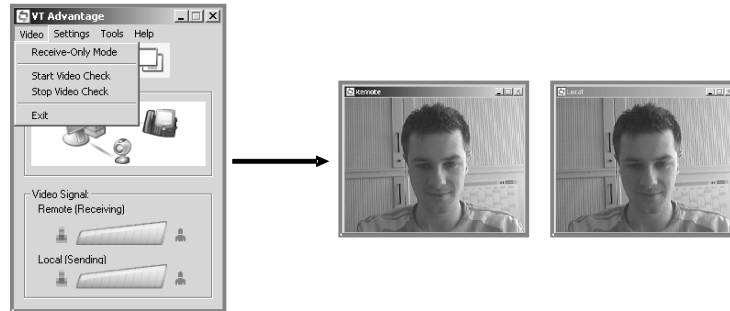 VT Advantage
Video Settings Tools Help
Receive-Only Mode
Start Video Check
Stop Video Check
Exit
Video Signal:
Remote (Receiving)
Local (Sending)
Remote
Local